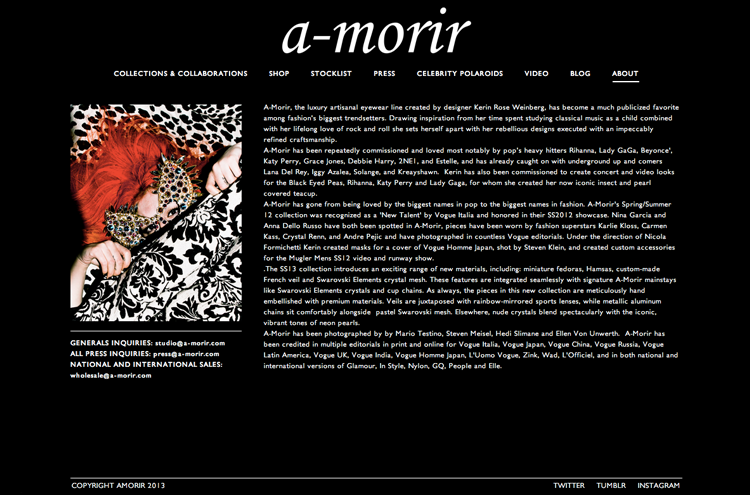 a-morir
COLLECTIONS & COLLABORATIONS SHOP STOCKLIST PRESS CELEBRITY POLAROIDS VIDEO BLOG ABOUT
A-Morir, the luxury artisanal eyewear line created by designer Kerin Rose Weinberg, has become a much publicized favorite
among fashion's biggest trendsetters. Drawing inspiration from her time spent studying classical music as a child combined
with her lifelong love of rock and roll she sets herself apart with her rebellious designs executed with an impeccably
refined craftsmanship.
A-Morir has been repeatedly commissioned and loved most notably by pop's heavy hitters Rihanna, Lady GaGa, Beyonce',
Katy Perry, Grace Jones, Debbie Harry, 2NE1, and Estelle, and has already caught on with underground up and comers
Lana Del Rey, Iggy Azalea, Solange, and Kreayshawn. Kerin has also been commissioned to create concert and video looks
for the Black Eyed Peas, Rihanna, Katy Perry and Lady Gaga, for whom she created her now iconic insect and pearl
covered teacup.
A-Morir has gone from being loved by the biggest names in pop to the biggest names in fashion. A-Morir's Spring/Summer
12 collection was recognized as a 'New Talent' by Vogue Italia and honored in their SS2012 showcase. Nina Garcia and
Anna Dello Russo have both been spotted in A-Morir, pieces have been worn by fashion superstars Karlie Kloss, Carmen
Kass, Crystal Renn, and Andre Pejic and have photographed in countless Vogue editorials. Under the direction of Nicola
Formichetti Kerin created masks for a cover of Vogue Homme Japan, shot by Steven Klein, and created custom accessories
for the Mugler Mens SS12 video and runway show.
.The SS13 collection introduces an exciting range of new materials, including: miniature fedoras, Hamsas, custom-made
French veil and Swarovski Elements crystal mesh. These features are integrated seamlessly with signature A-Morir mainstays
like Swarovski Elements crystals and cup chains. As always, the pieces in this new collection are meticulously hand
embellished with premium materials. Veils are juxtaposed with rainbow-mirrored sports lenses, while metallic aluminum
chains sit comfortably alongside pastel Swarovski mesh. Elsewhere, nude crystals blend spectacularly with the iconic,
vibrant tones of neon pearls.
A-Morir has been photographed by by Mario Testino, Steven Meisel, Hedi Slimane and Ellen Von Unwerth. A-Morir has
been credited in multiple editorials in print and online for Vogue Italia, Vogue Japan, Vogue China, Vogue Russia, Vogue
Latin America, Vogue UK, Vogue India, Vogue Homme Japan, L'Uomo Vogue, Zink, Wad, L'Officiel, and in both national and
international versions of Glamour, In Style, Nylon, GQ, People and Elle.
GENERALS INQUIRIES: studio@a-morir.com
ALL PRESS INQUIRIES: press@a-morir.com
NATIONAL AND INTERNATIONAL SALES:
wholesale@a-morir.com
COPYRIGHT AMORIR 2013 TWITTER TUMBLR INSTAGRAM